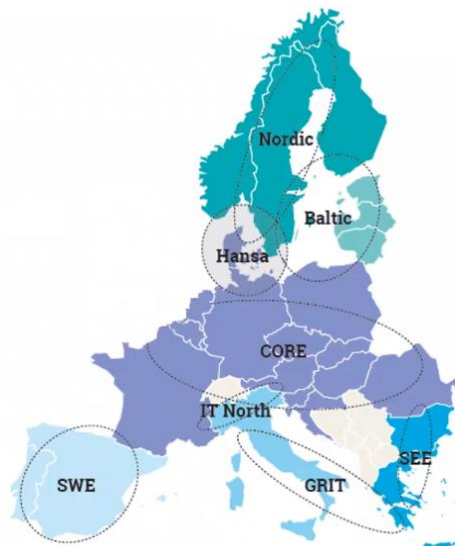 Nordic
Baltic
Hansa
CORE
IT North
SEE
SWE
GRIT